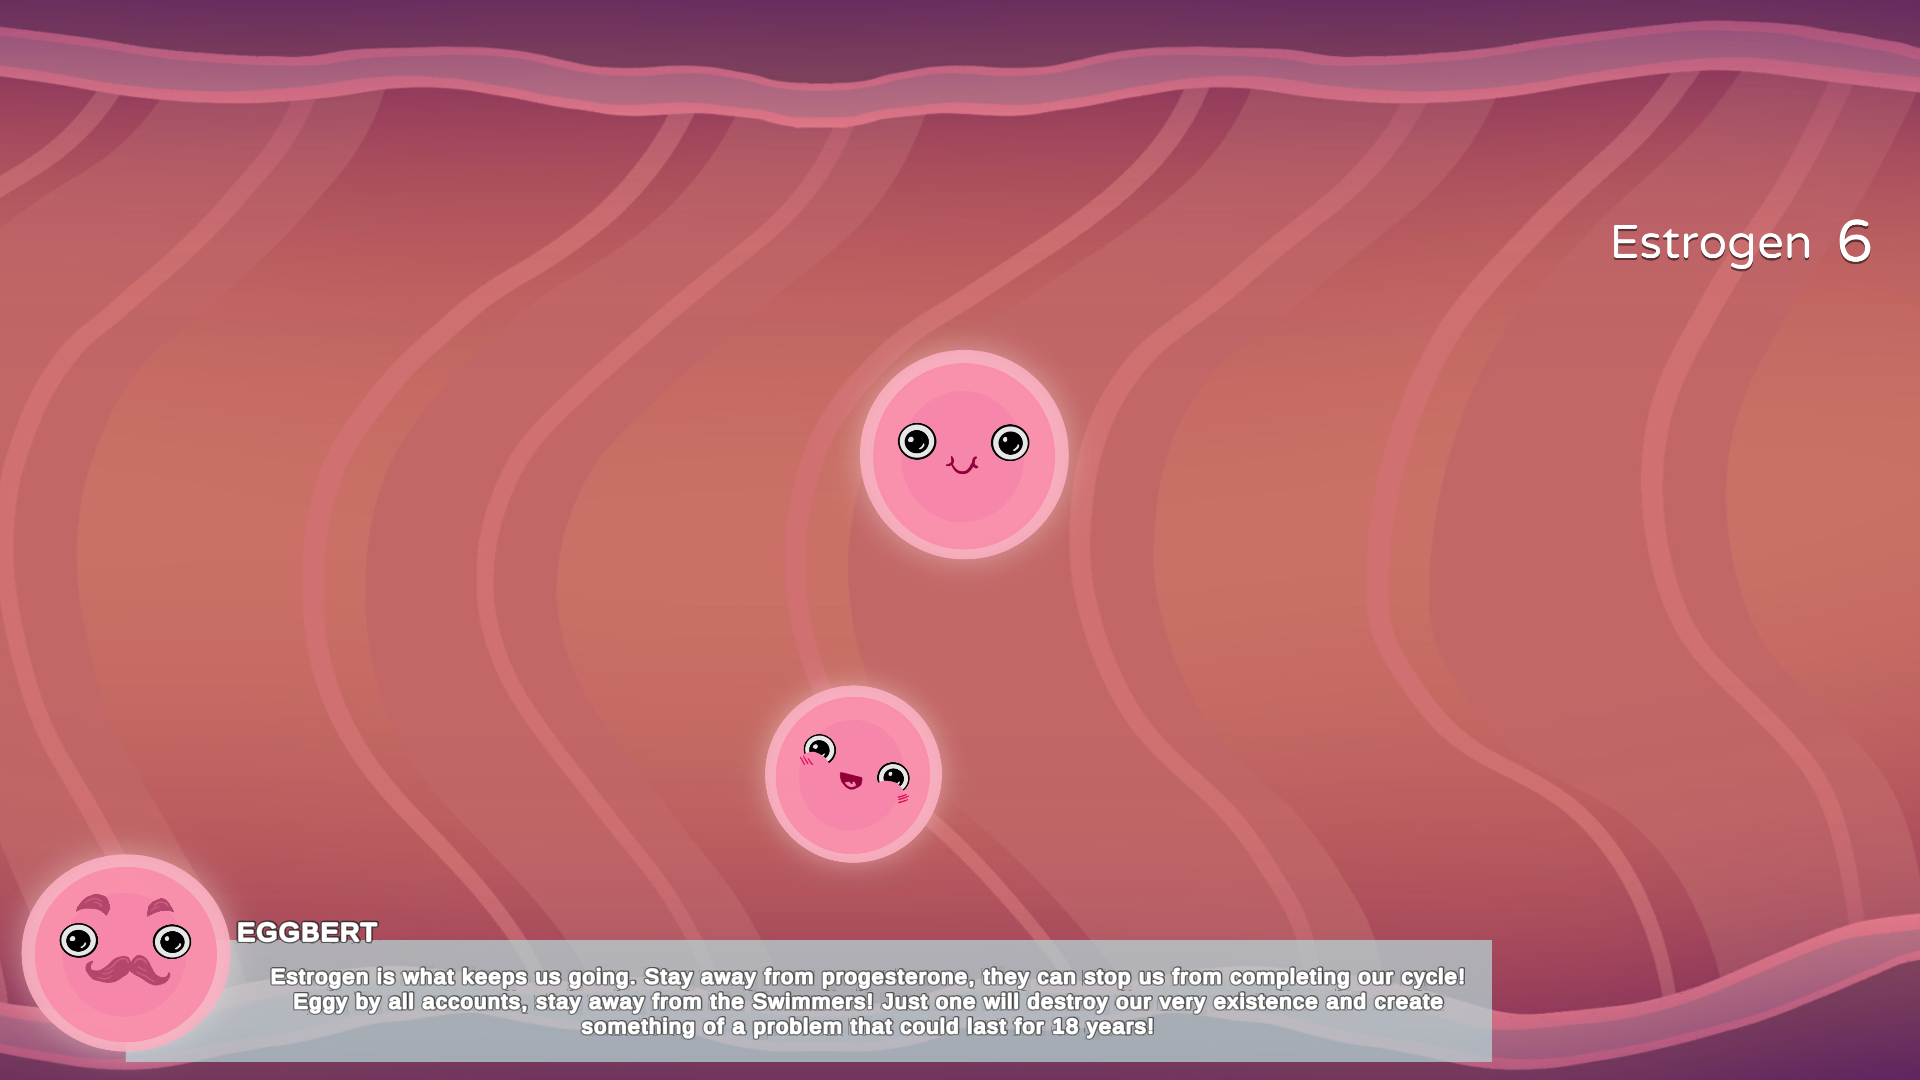 Estrogen 6
EGGBERT
Estrogen is what keeps us going. Stay away from progesterone, they can stop us from completing our cycle!
Eggy by all accounts, stay away from the Swimmers! Just one will destroy our very existence and create
something of a problem that could last for 18 years!